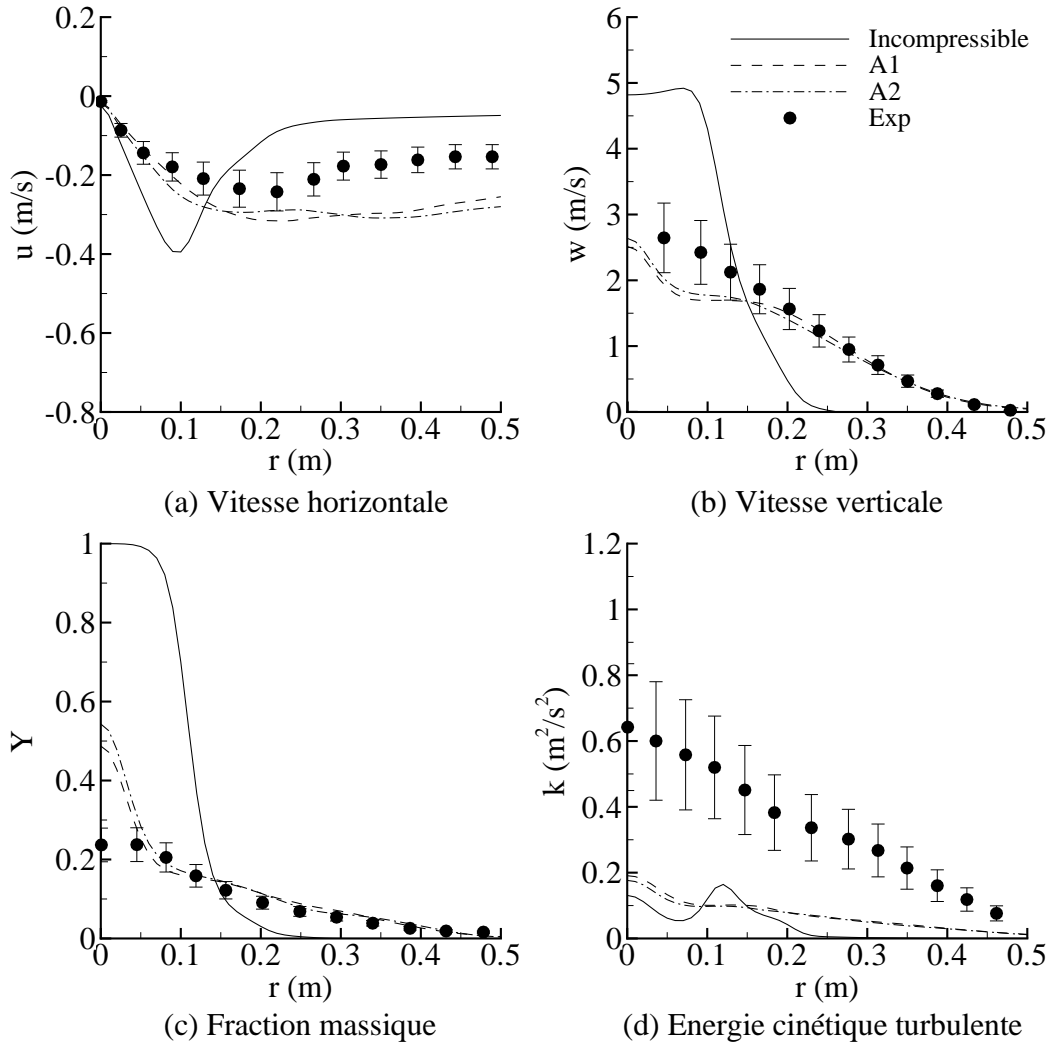 0.2
0
-0.2
-0.4
-0.6
-0.8
u (m/s)
0 0.1 0.2 0.3 0.4 0.5
r (m)
(a) Vitesse horizontale
6
5
4
3
2
1
0
w (m/s)
Incompressible
A1
A2
Exp
0 0.1 0.2 0.3 0.4 0.5
r (m)
(b) Vitesse verticale
1
0.8
0.6
0.4
0.2
0
Y
0 0.1 0.2 0.3 0.4 0.5
r (m)
(c) Fraction massique
1.2
1
0.8
0.6
0.4
0.2
0
k (m²/s²)
0 0.1 0.2 0.3 0.4 0.5
r (m)
(d) Energie cinétique turbulente